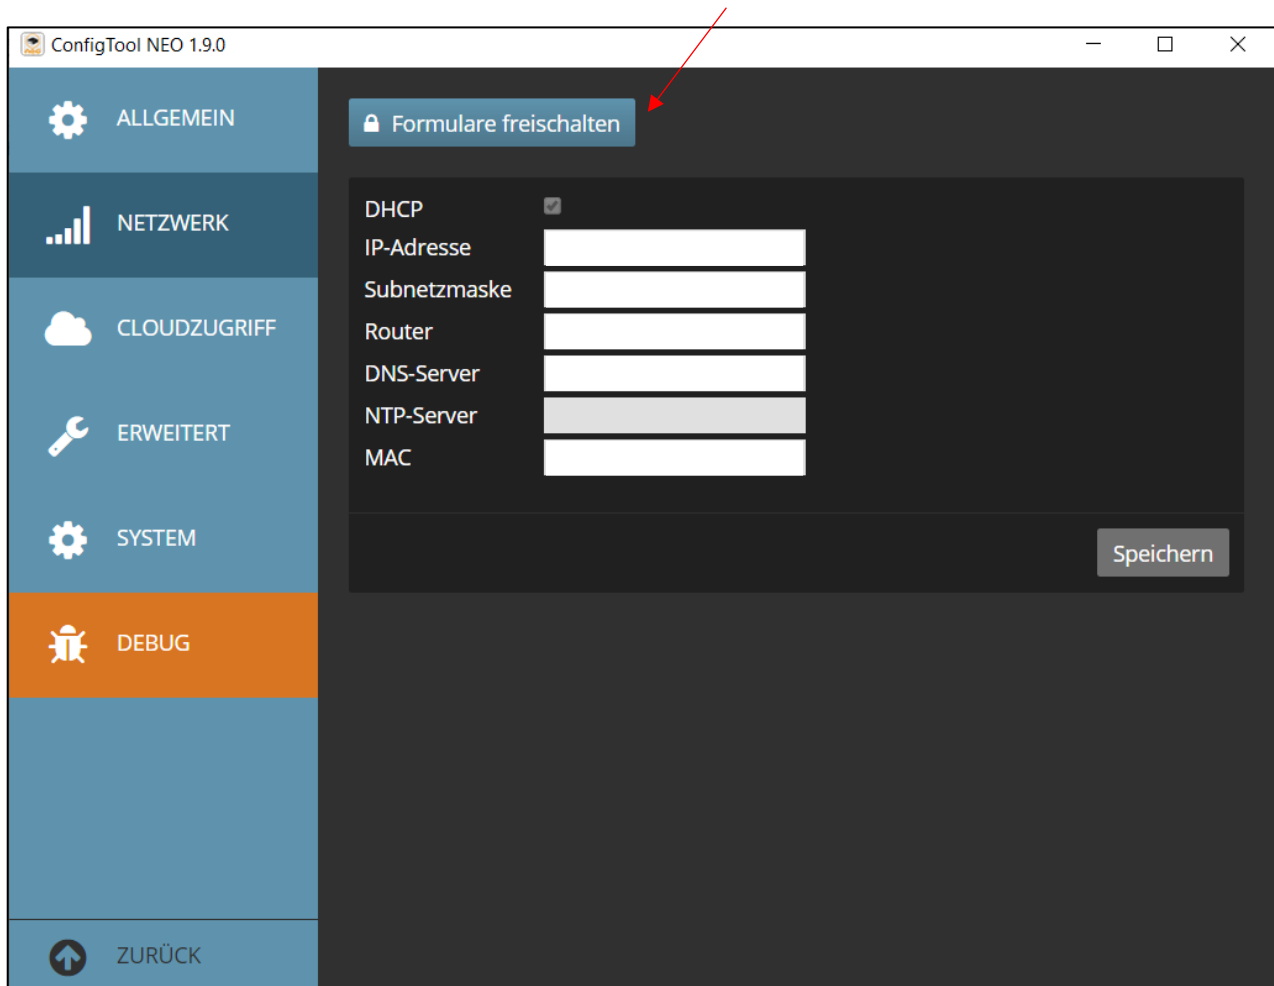 ConfigTool NEO 1.9.0
ALLGEMEIN
NETZWERK
CLOUDZUGRIFF
ERWEITERT
SYSTEM
DEBUG
ZURÜCK
Formulare freischalten
DHCP
IP-Adresse
Subnetzmaske
Router
DNS-Server
NTP-Server
MAC
Speichern